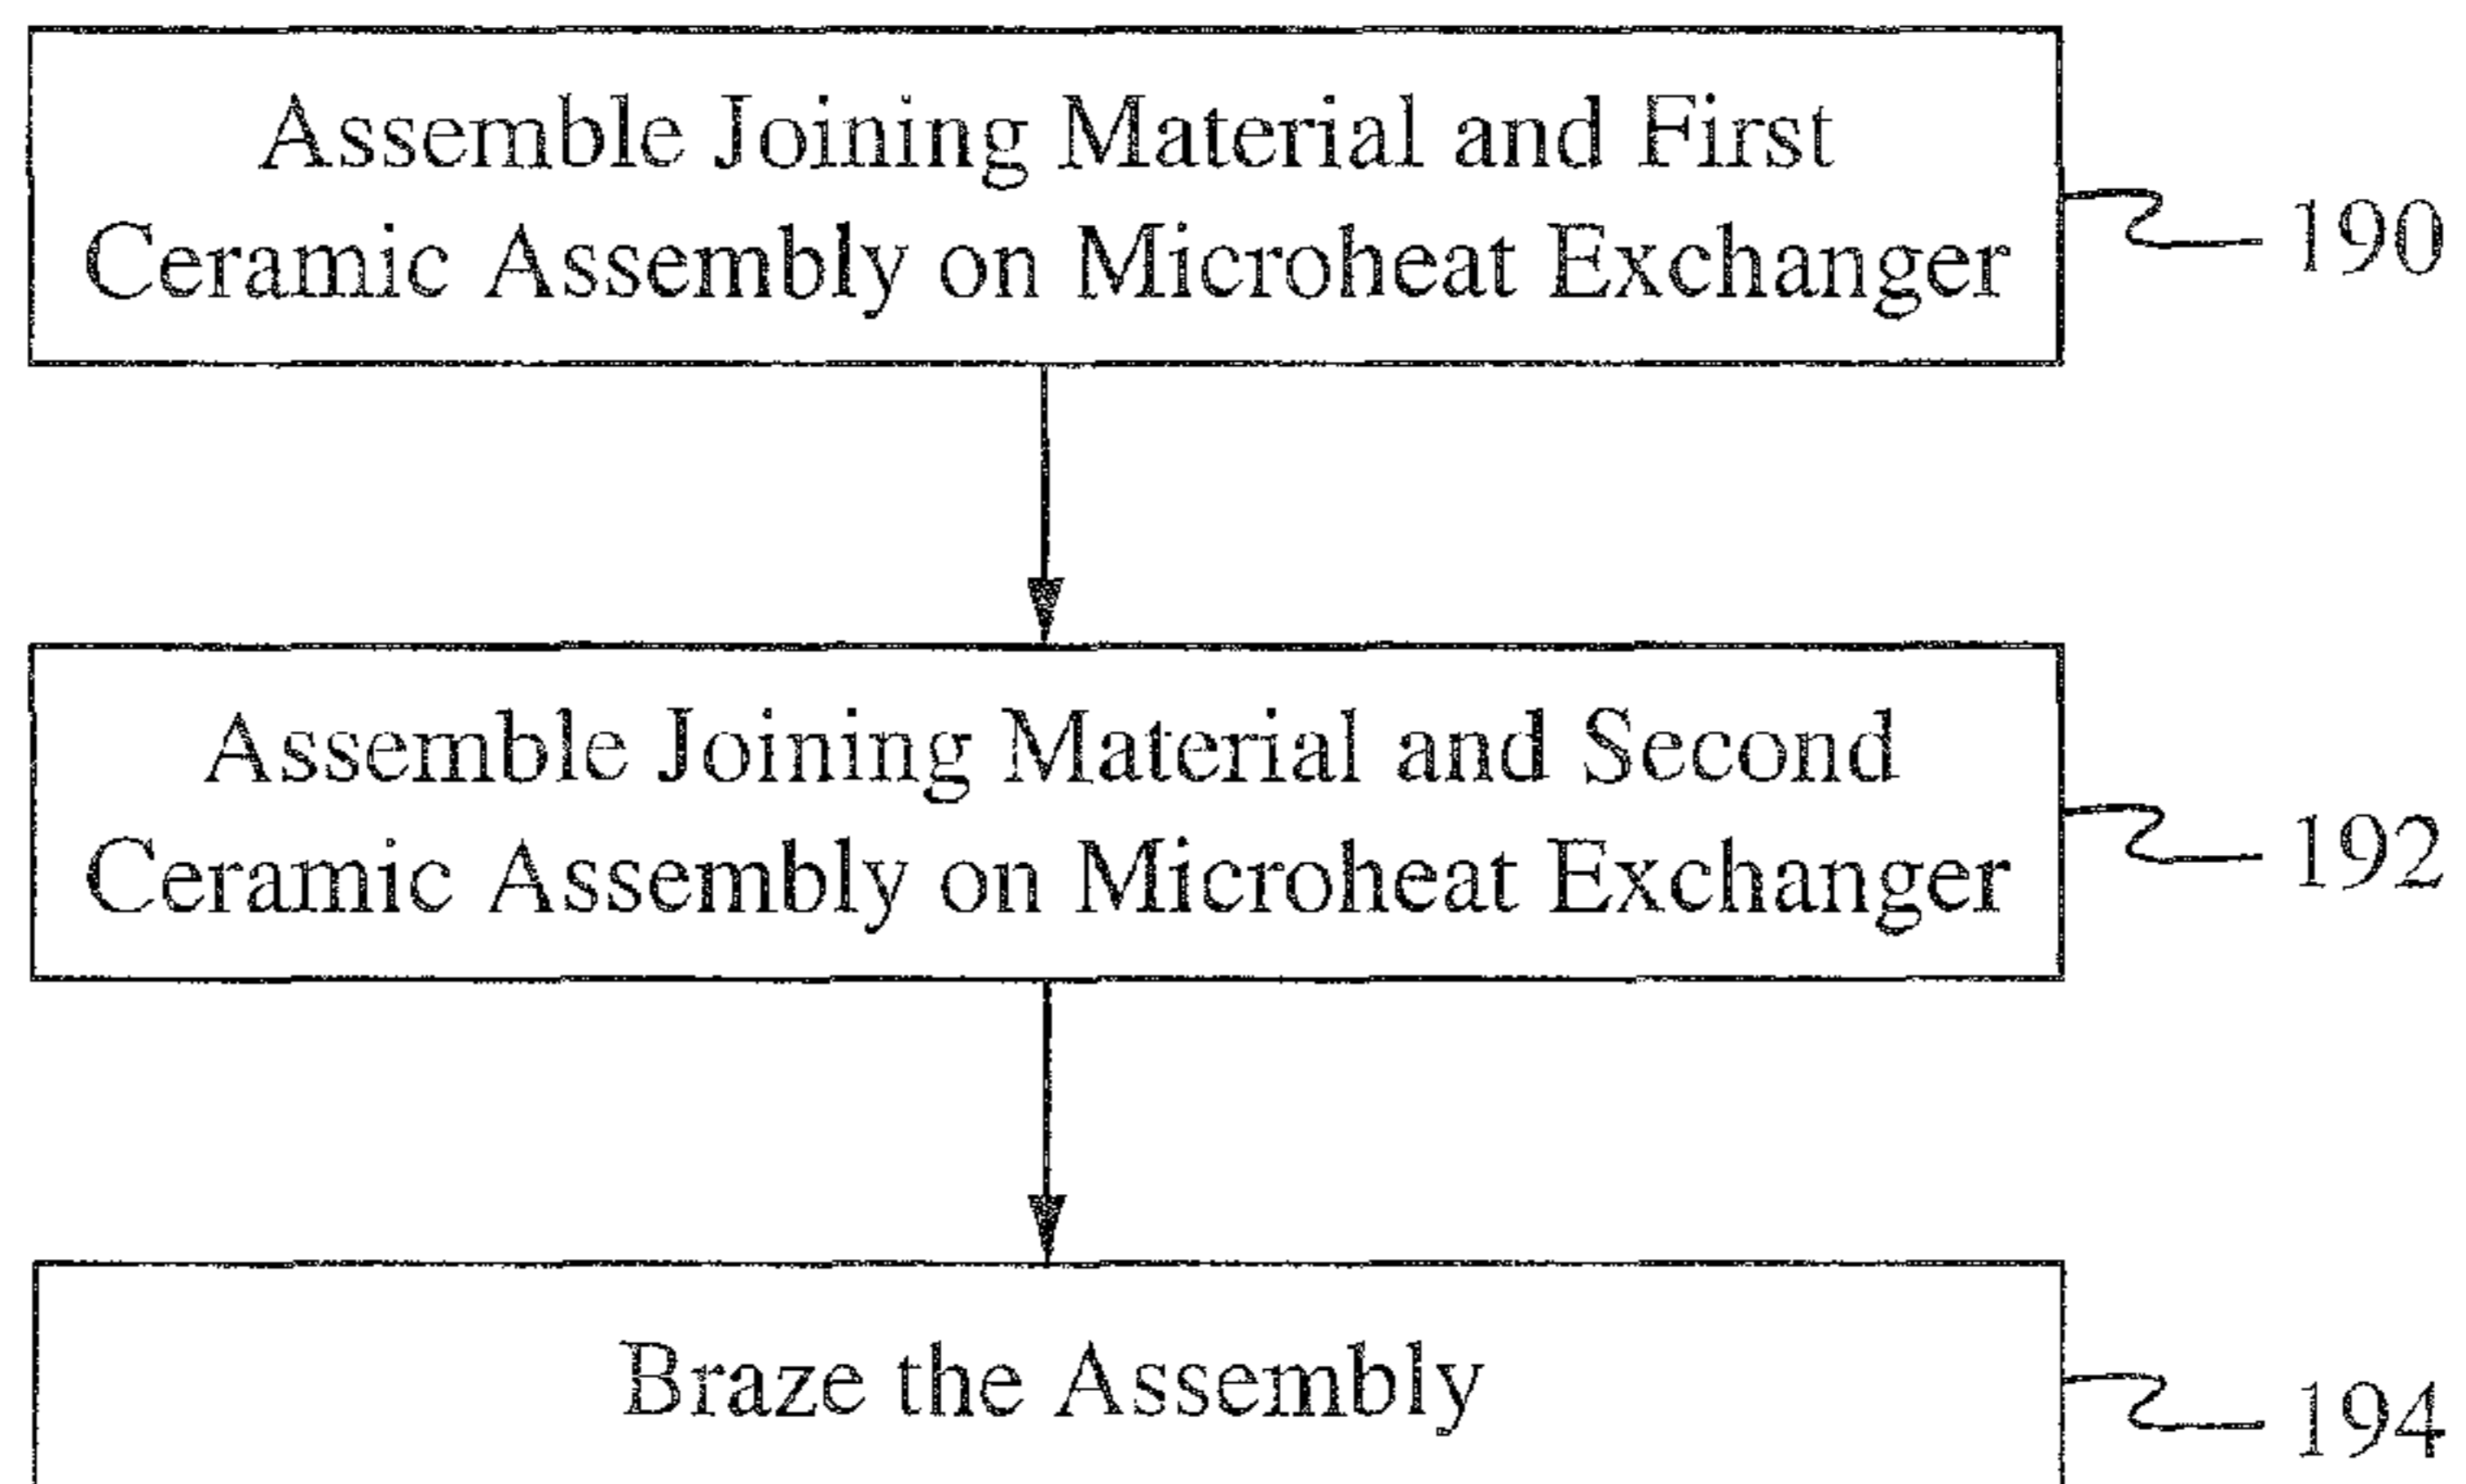 Assemble Joining Material and First
Ceramic Assembly on Microheat Exchanger
190
Assemble Joining Material and Second
Ceramic Assembly on Microheat Exchanger
192
Braze the Assembly
194